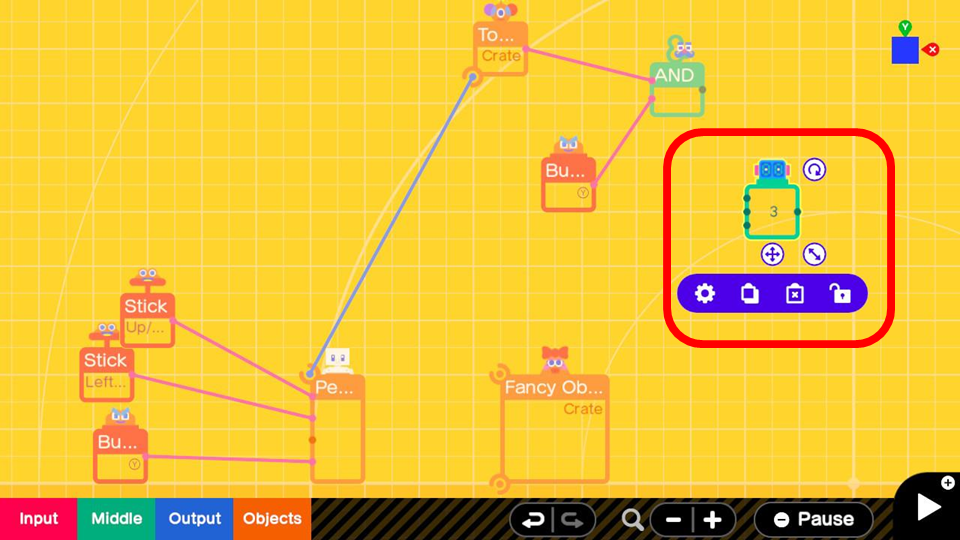 To...
Crate
AND
Bu...
Y
3
Y
X
Stick
Up/...
Stick
Left...
Bu...
Y
Pe...
Fancy Ob...
Crate
Input
Middle
Output
Objects
Pause